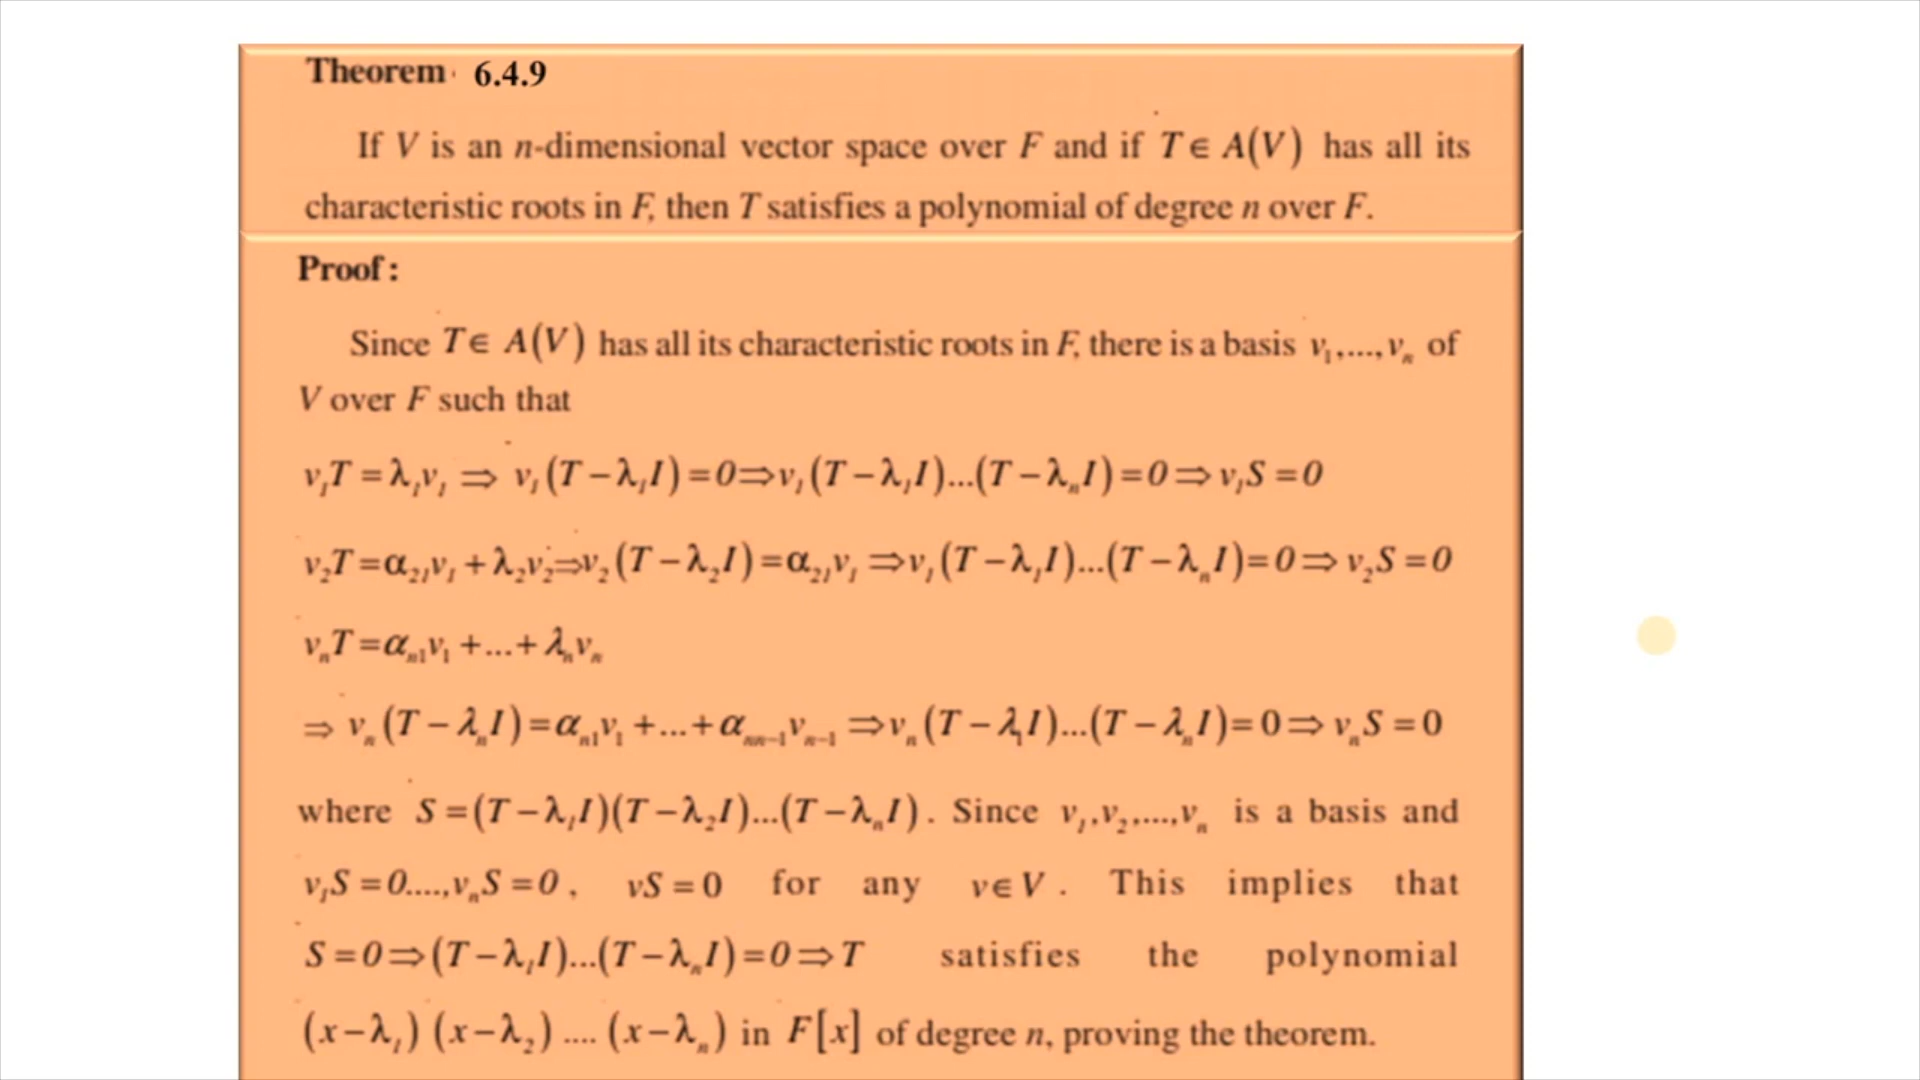 Theorem 6.4.9
If V is an n-dimensional vector space over F and if T ∈ A(V) has all its
characteristic roots in F, then T satisfies a polynomial of degree n over F.
Proof :
Since T ∈ A(V) has all its characteristic roots in F, there is a basis v₁,...., vₙ of
V over F such that
v₁T = λ₁v₁ ⇒ v₁(T − λ₁I) = 0 ⇒ v₁(T − λ₁I)...(T − λₙI) = 0 ⇒ v₁S = 0
v₂T = α₂₁v₁ + λ₂v₂ ⇒ v₂(T − λ₂I) = α₂₁v₁ ⇒ v₁(T − λ₁I)...(T − λₙI) = 0 ⇒ v₂S = 0
vₙT = αₙ₁v₁ + ... + λₙvₙ
⇒ vₙ(T − λₙI) = αₙ₁v₁ + ... + αₙₙ₋₁vₙ₋₁ ⇒ vₙ(T − λ₁I)...(T − λₙI) = 0 ⇒ vₙS = 0
where S = (T − λ₁I)(T − λ₂I)...(T − λₙI). Since v₁, v₂,...., vₙ is a basis and
v₁S = 0...., vₙS = 0, vS = 0 for any v ∈ V. This implies that
S = 0 ⇒ (T − λ₁I)...(T − λₙI) = 0 ⇒ T satisfies the polynomial
(x − λ₁) (x − λ₂) .... (x − λₙ) in F[x] of degree n, proving the theorem.